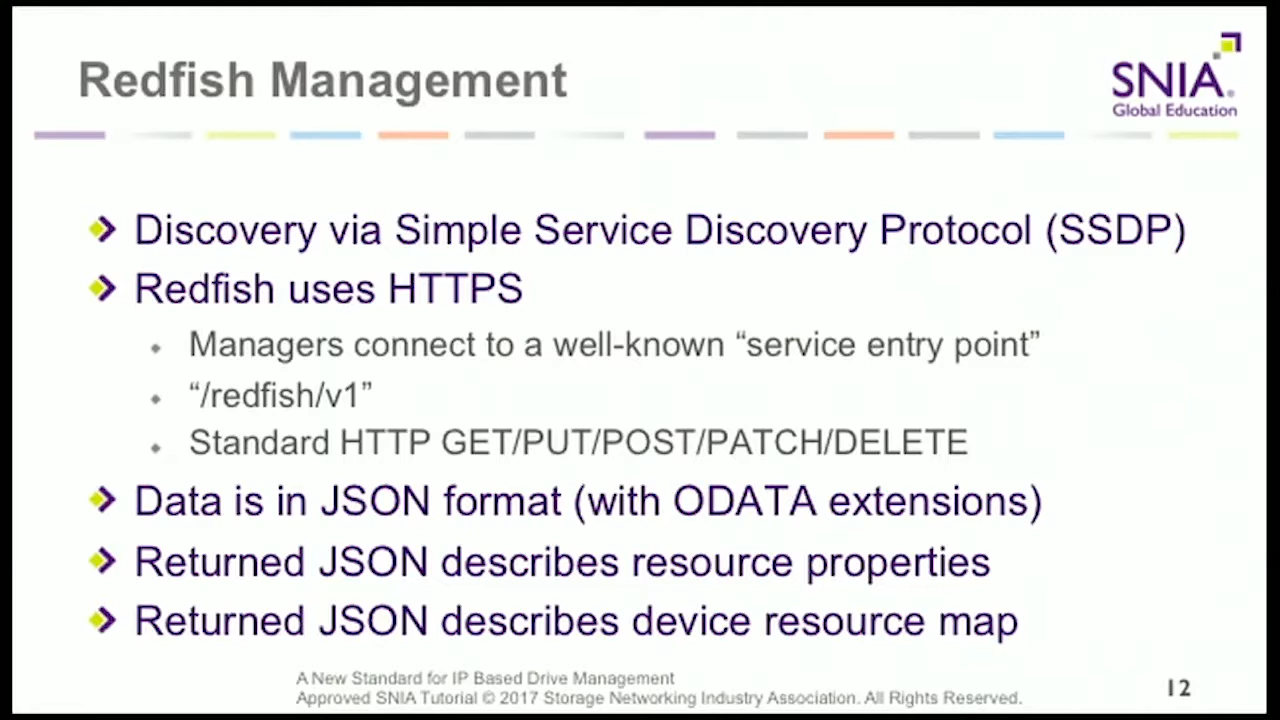 Redfish Management
SNIA
Global Education
Discovery via Simple Service Discovery Protocol (SSDP)
Redfish uses HTTPS
Managers connect to a well-known “service entry point”
“/redfish/v1”
Standard HTTP GET/PUT/POST/PATCH/DELETE
Data is in JSON format (with ODATA extensions)
Returned JSON describes resource properties
Returned JSON describes device resource map
A New Standard for IP Based Drive Management
Approved SNIA Tutorial © 2017 Storage Networking Industry Association. All Rights Reserved.
12